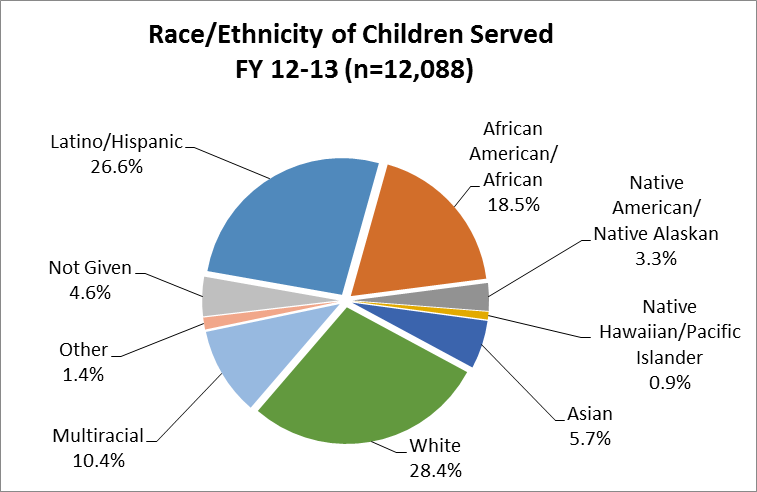 Race/Ethnicity of Children Served
FY 12-13 (n=12,088)
Latino/Hispanic
26.6%
African
American/
African
18.5%
Native
American/
Native Alaskan
3.3%
Native
Hawaiian/Pacific
Islander
0.9%
Asian
5.7%
White
28.4%
Multiracial
10.4%
Other
1.4%
Not Given
4.6%